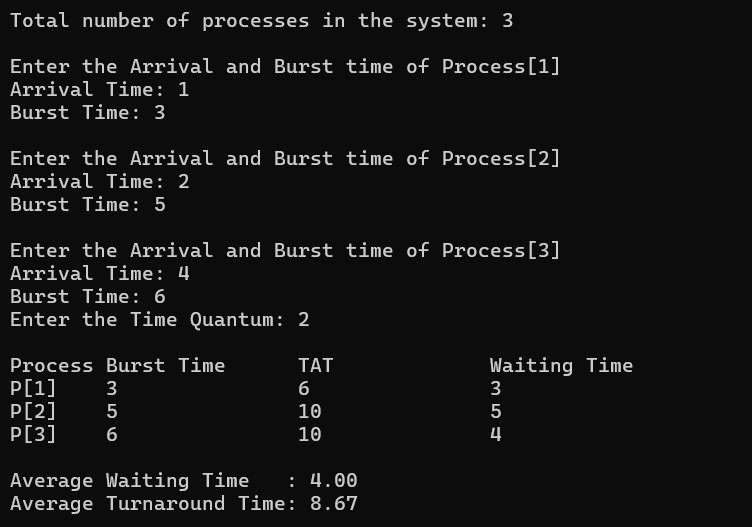 Total number of processes in the system: 3
Enter the Arrival and Burst time of Process[1]
Arrival Time: 1
Burst Time: 3
Enter the Arrival and Burst time of Process[2]
Arrival Time: 2
Burst Time: 5
Enter the Arrival and Burst time of Process[3]
Arrival Time: 4
Burst Time: 6
Enter the Time Quantum: 2
Process Burst Time      TAT             Waiting Time
P[1]    3               6               3
P[2]    5               10              5
P[3]    6               10              4
Average Waiting Time   : 4.00
Average Turnaround Time: 8.67